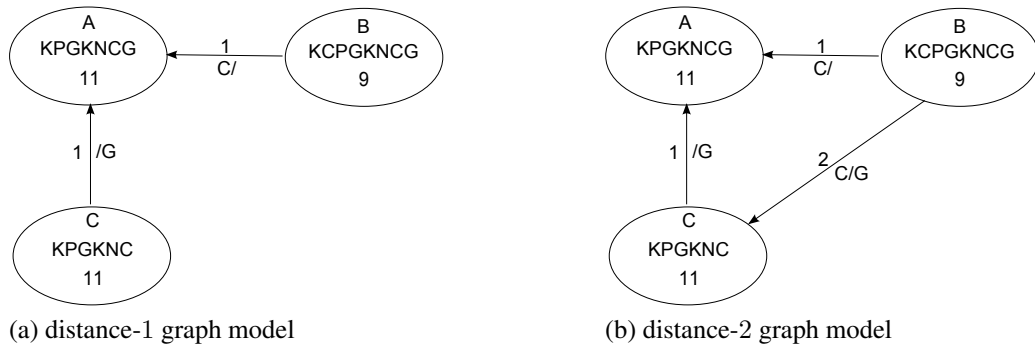 A
KPGKNCG
11
1
C/
B
KCPGKNCG
9
1 /G
C
KPGKNC
11
(a) distance-1 graph model
A
KPGKNCG
11
1
C/
B
KCPGKNCG
9
1 /G
2
C/G
C
KPGKNC
11
(b) distance-2 graph model